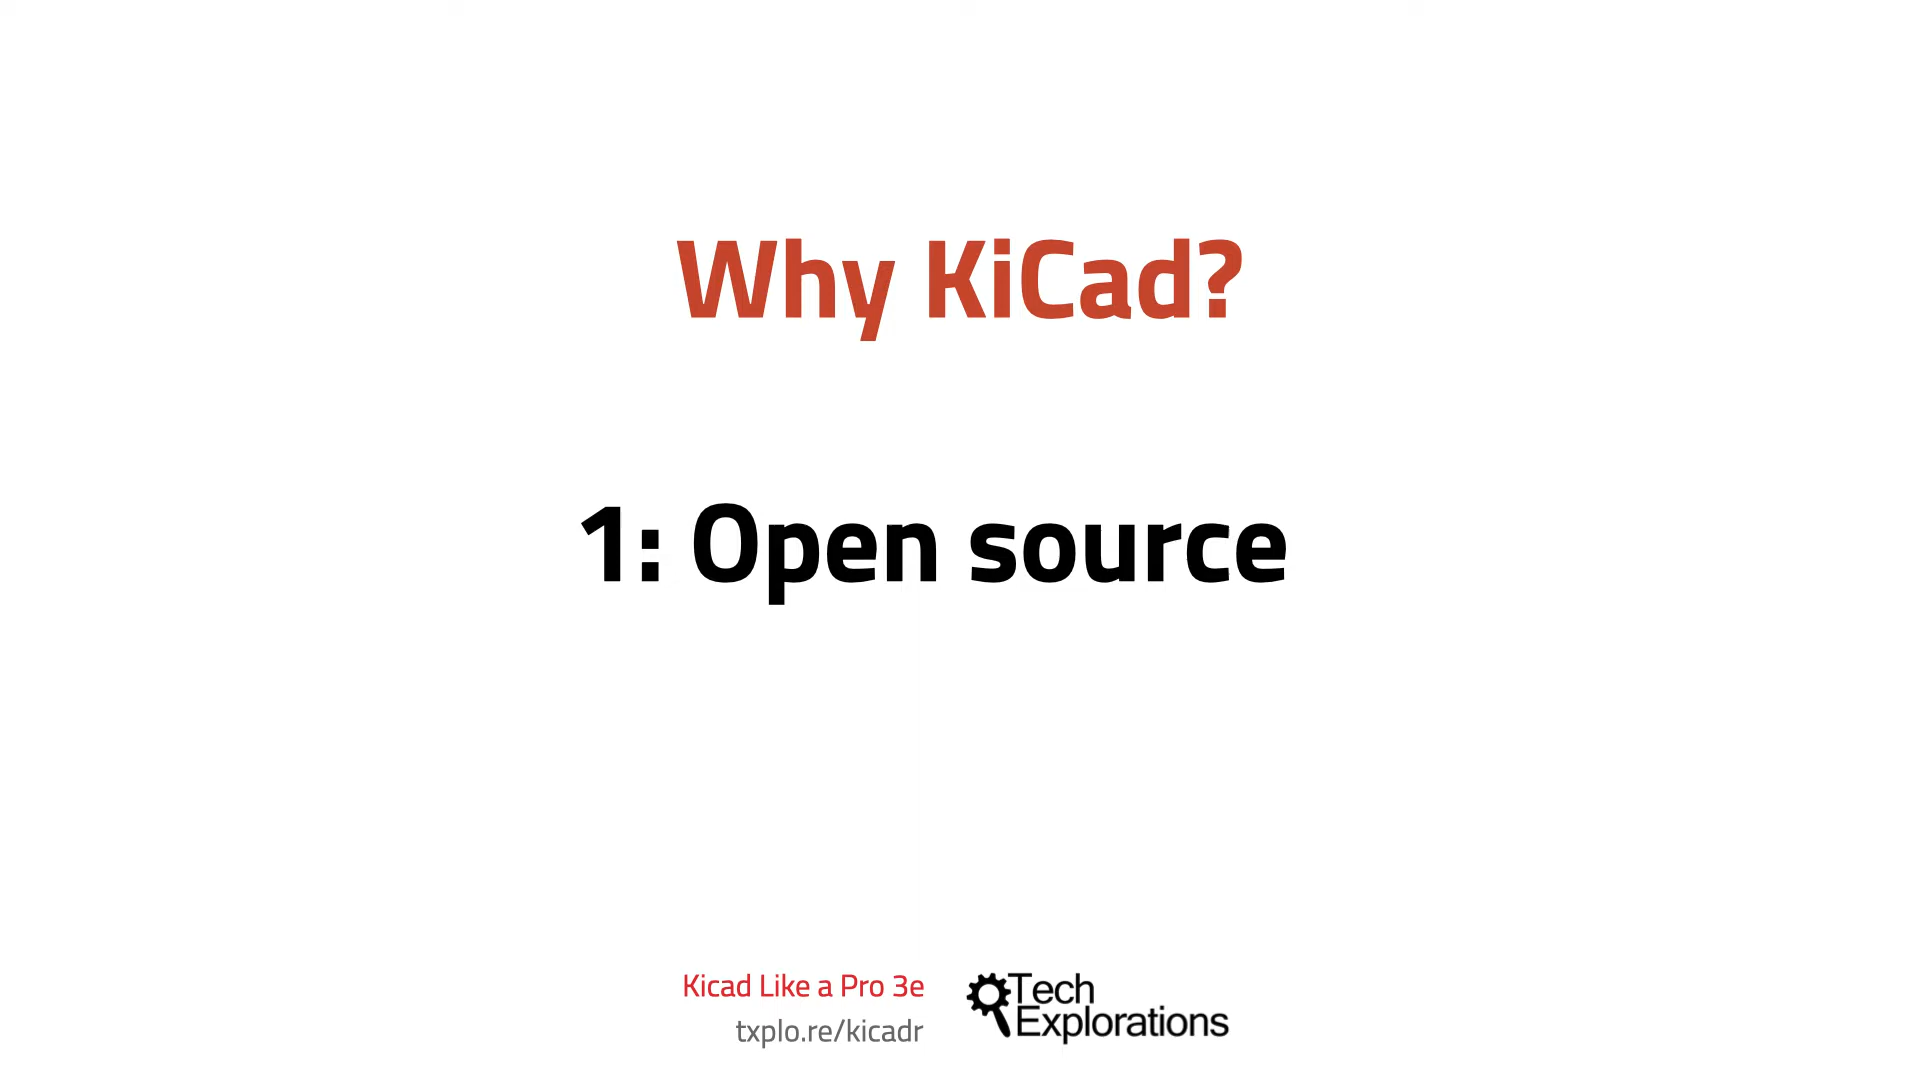 Why KiCad?
1: Open source
Kicad Like a Pro 3e
txplo.re/kicadr
Tech
Explorations